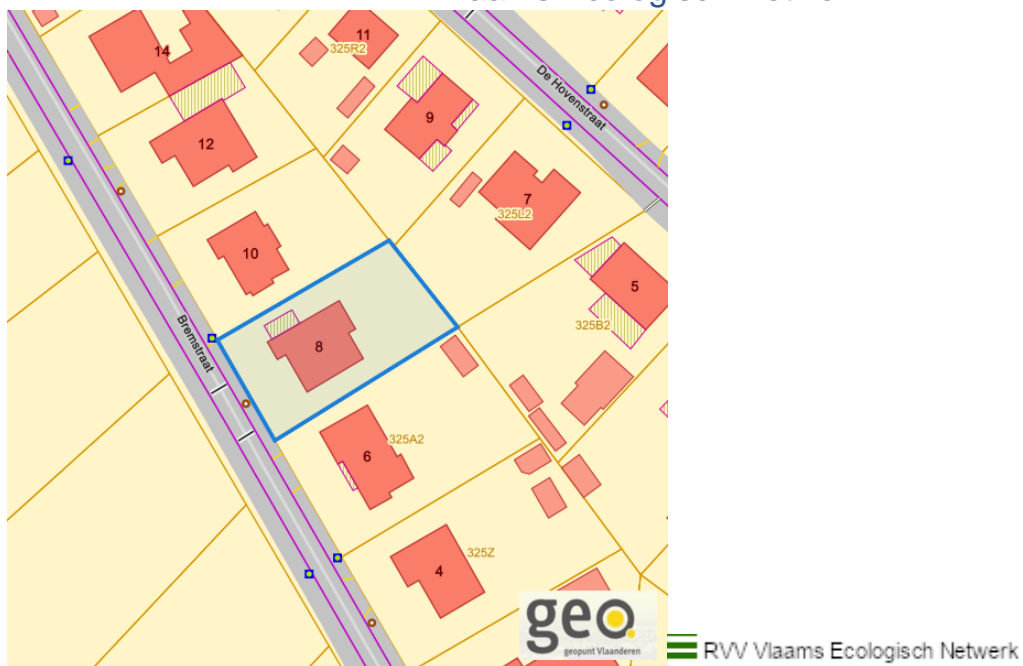 14
11
325R2
De Hovenstraat
9
12
7
325L2
10
5
325B2
Bremstraat
8
325A2
6
325Z
4
geo.
geopunt Vlaanderen
RVV Vlaams Ecologisch Netwerk